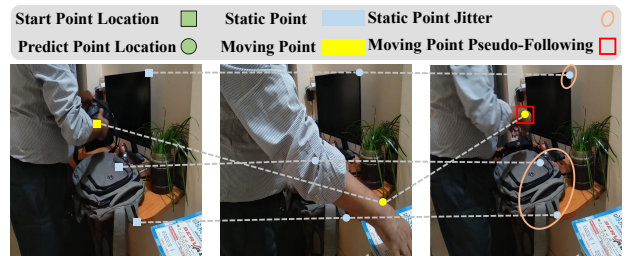 Start Point Location Static Point Static Point Jitter
Predict Point Location Moving Point Moving Point Pseudo-Following